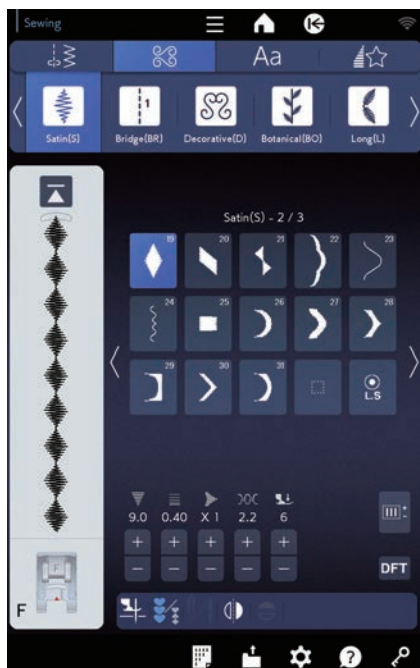 Sewing
Aa
1
Satin(S)
Bridge(BR)
Decorative(D)
Botanical(BO)
Long(L)
Satin(S) - 2 / 3
19
20
21
22
23
24
25
26
27
28
29
30
31
L.S
9.0
0.40
X 1
2.2
6
+
+
+
+
+
−
−
−
−
−
DFT
F
F
?